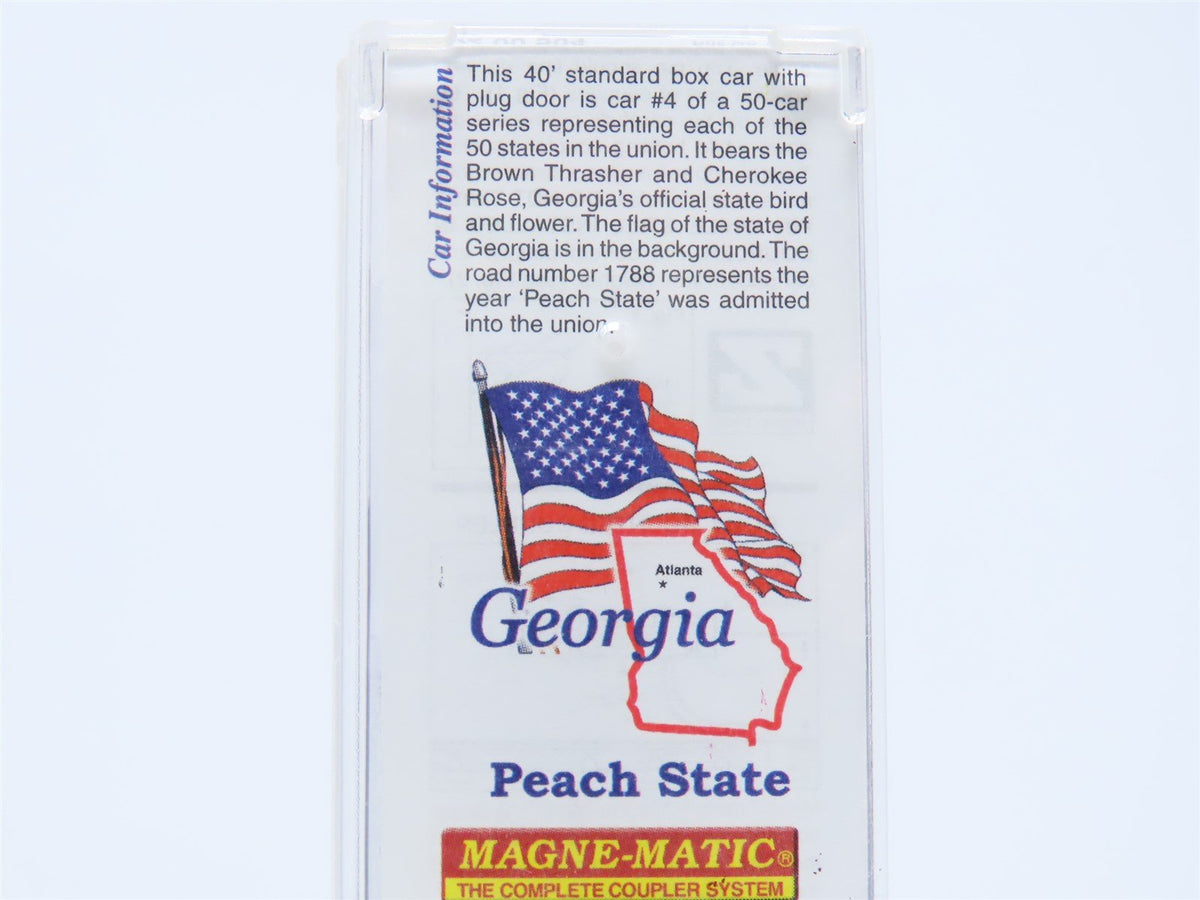 Car Information
This 40' standard box car with
plug door is car #4 of a 50-car
series representing each of the
50 states in the union. It bears the
Brown Thrasher and Cherokee
Rose, Georgia's official state bird
and flower. The flag of the state of
Georgia is in the background. The
road number 1788 represents the
year 'Peach State' was admitted
into the union.
Atlanta
Georgia
Peach State
MAGNE-MATIC®
THE COMPLETE COUPLER SYSTEM